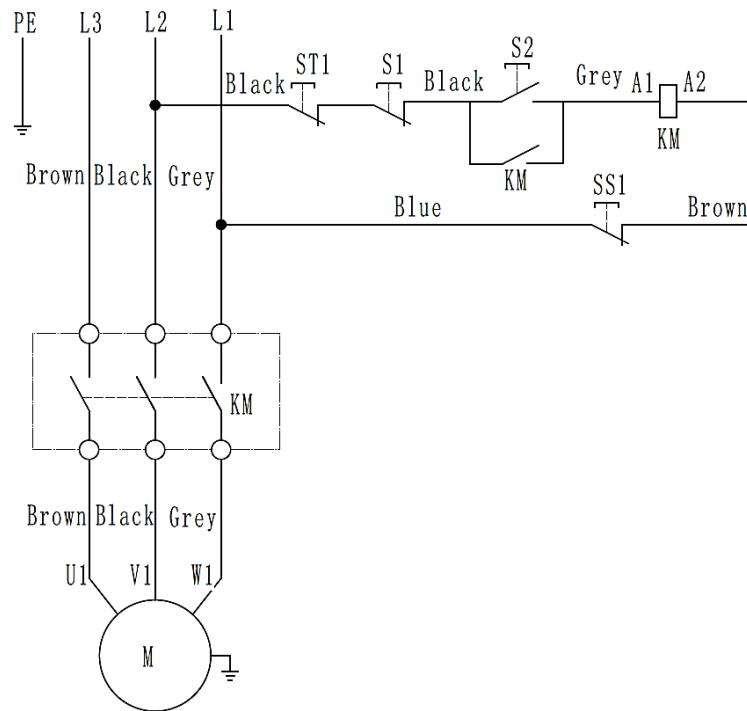 PE L3 L2 L1
ST1 S1 S2
Black Black Grey A1 A2
KM
KM
Brown Black Grey
SS1
Blue Brown
KM
Brown Black Grey
U1 V1 W1
M